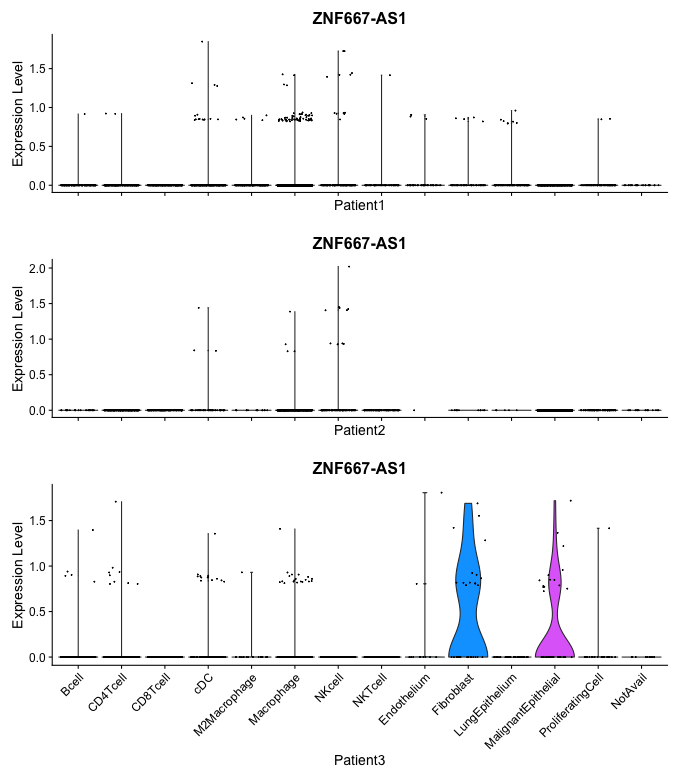 ZNF667-AS1
Expression Level
1.5
1.0
0.5
0.0
Patient1
ZNF667-AS1
Expression Level
2.0
1.5
1.0
0.5
0.0
Patient2
ZNF667-AS1
Expression Level
1.5
1.0
0.5
0.0
Bcell
CD4Tcell
CD8Tcell
cDC
M2Macrophage
Macrophage
NKcell
NKTcell
Endothelium
Fibroblast
LungEpithelium
MalignantEpithelial
ProliferatingCell
NotAvail
Patient3